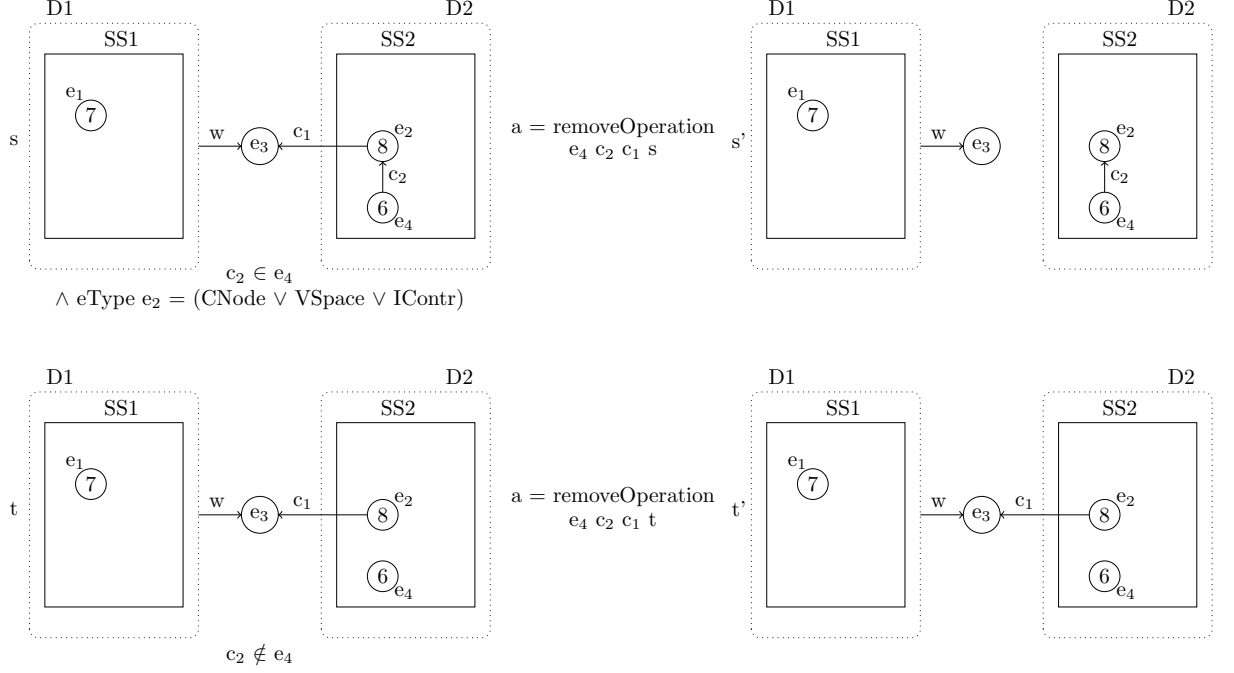 D1 D2 D1 D2
SS1 SS2 SS1 SS2
e₁ 7 e₁ 7
s w e₃ c₁ 8 e₂ a = removeOperation s’ w e₃ 8 e₂
e₄ c₂ c₁ s
c₂ c₂
6 e₄ 6 e₄
c₂ ∈ e₄
∧ eType e₂ = (CNode ∨ VSpace ∨ IContr)
D1 D2 D1 D2
SS1 SS2 SS1 SS2
e₁ 7 e₁ 7
t w e₃ c₁ 8 e₂ a = removeOperation t’ w e₃ c₁ 8 e₂
e₄ c₂ c₁ t
6 e₄ 6 e₄
c₂ ∉ e₄